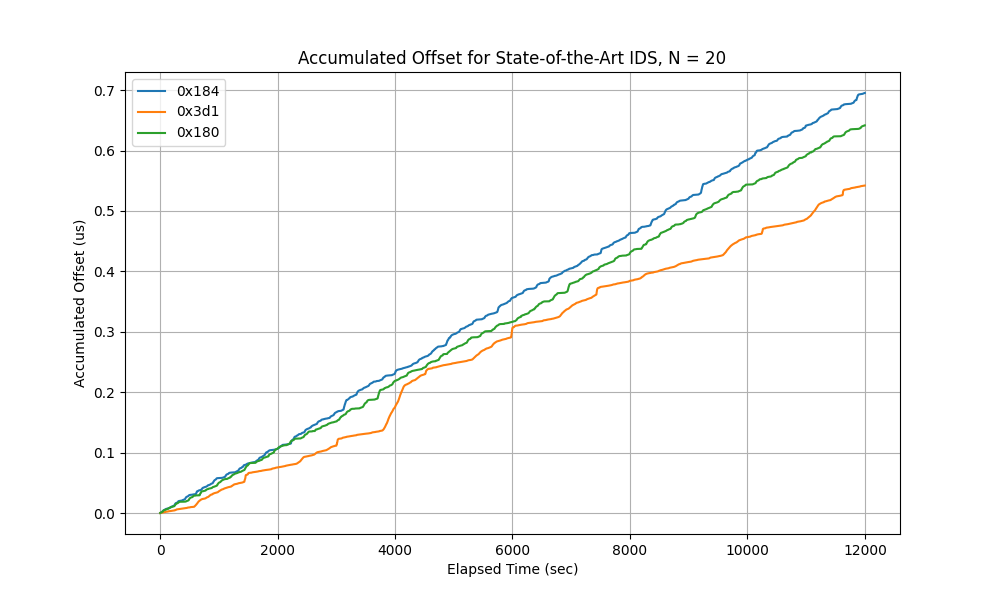 Accumulated Offset for State-of-the-Art IDS, N = 20
0x184
0x3d1
0x180
0.7
0.6
0.5
0.4
0.3
0.2
0.1
0.0
Accumulated Offset (us)
0 2000 4000 6000 8000 10000 12000
Elapsed Time (sec)